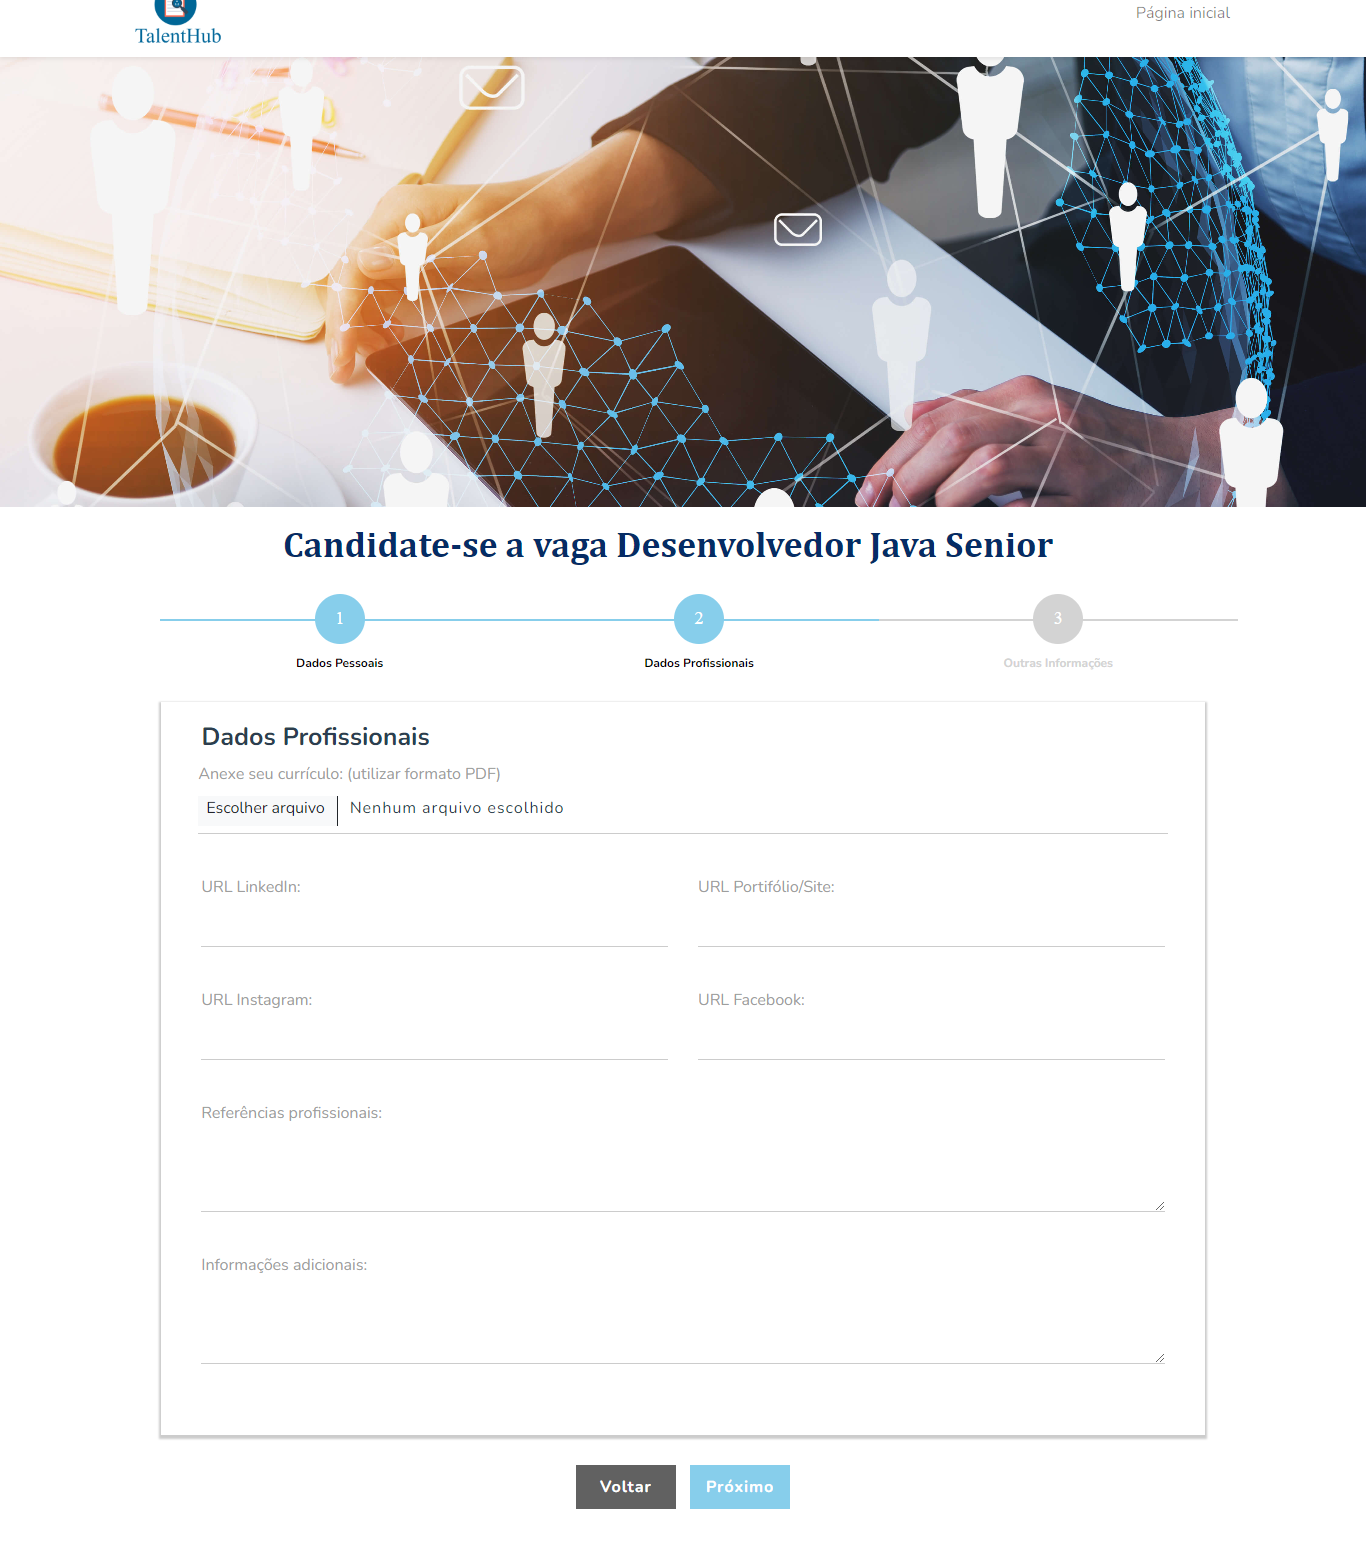 TalentHub
Página inicial
Candidate-se a vaga Desenvolvedor Java Senior
1
2
3
Dados Pessoais
Dados Profissionais
Outras Informações
Dados Profissionais
Anexe seu currículo: (utilizar formato PDF)
Escolher arquivo
Nenhum arquivo escolhido
URL LinkedIn:
URL Portifólio/Site:
URL Instagram:
URL Facebook:
Referências profissionais:
Informações adicionais:
Voltar
Próximo